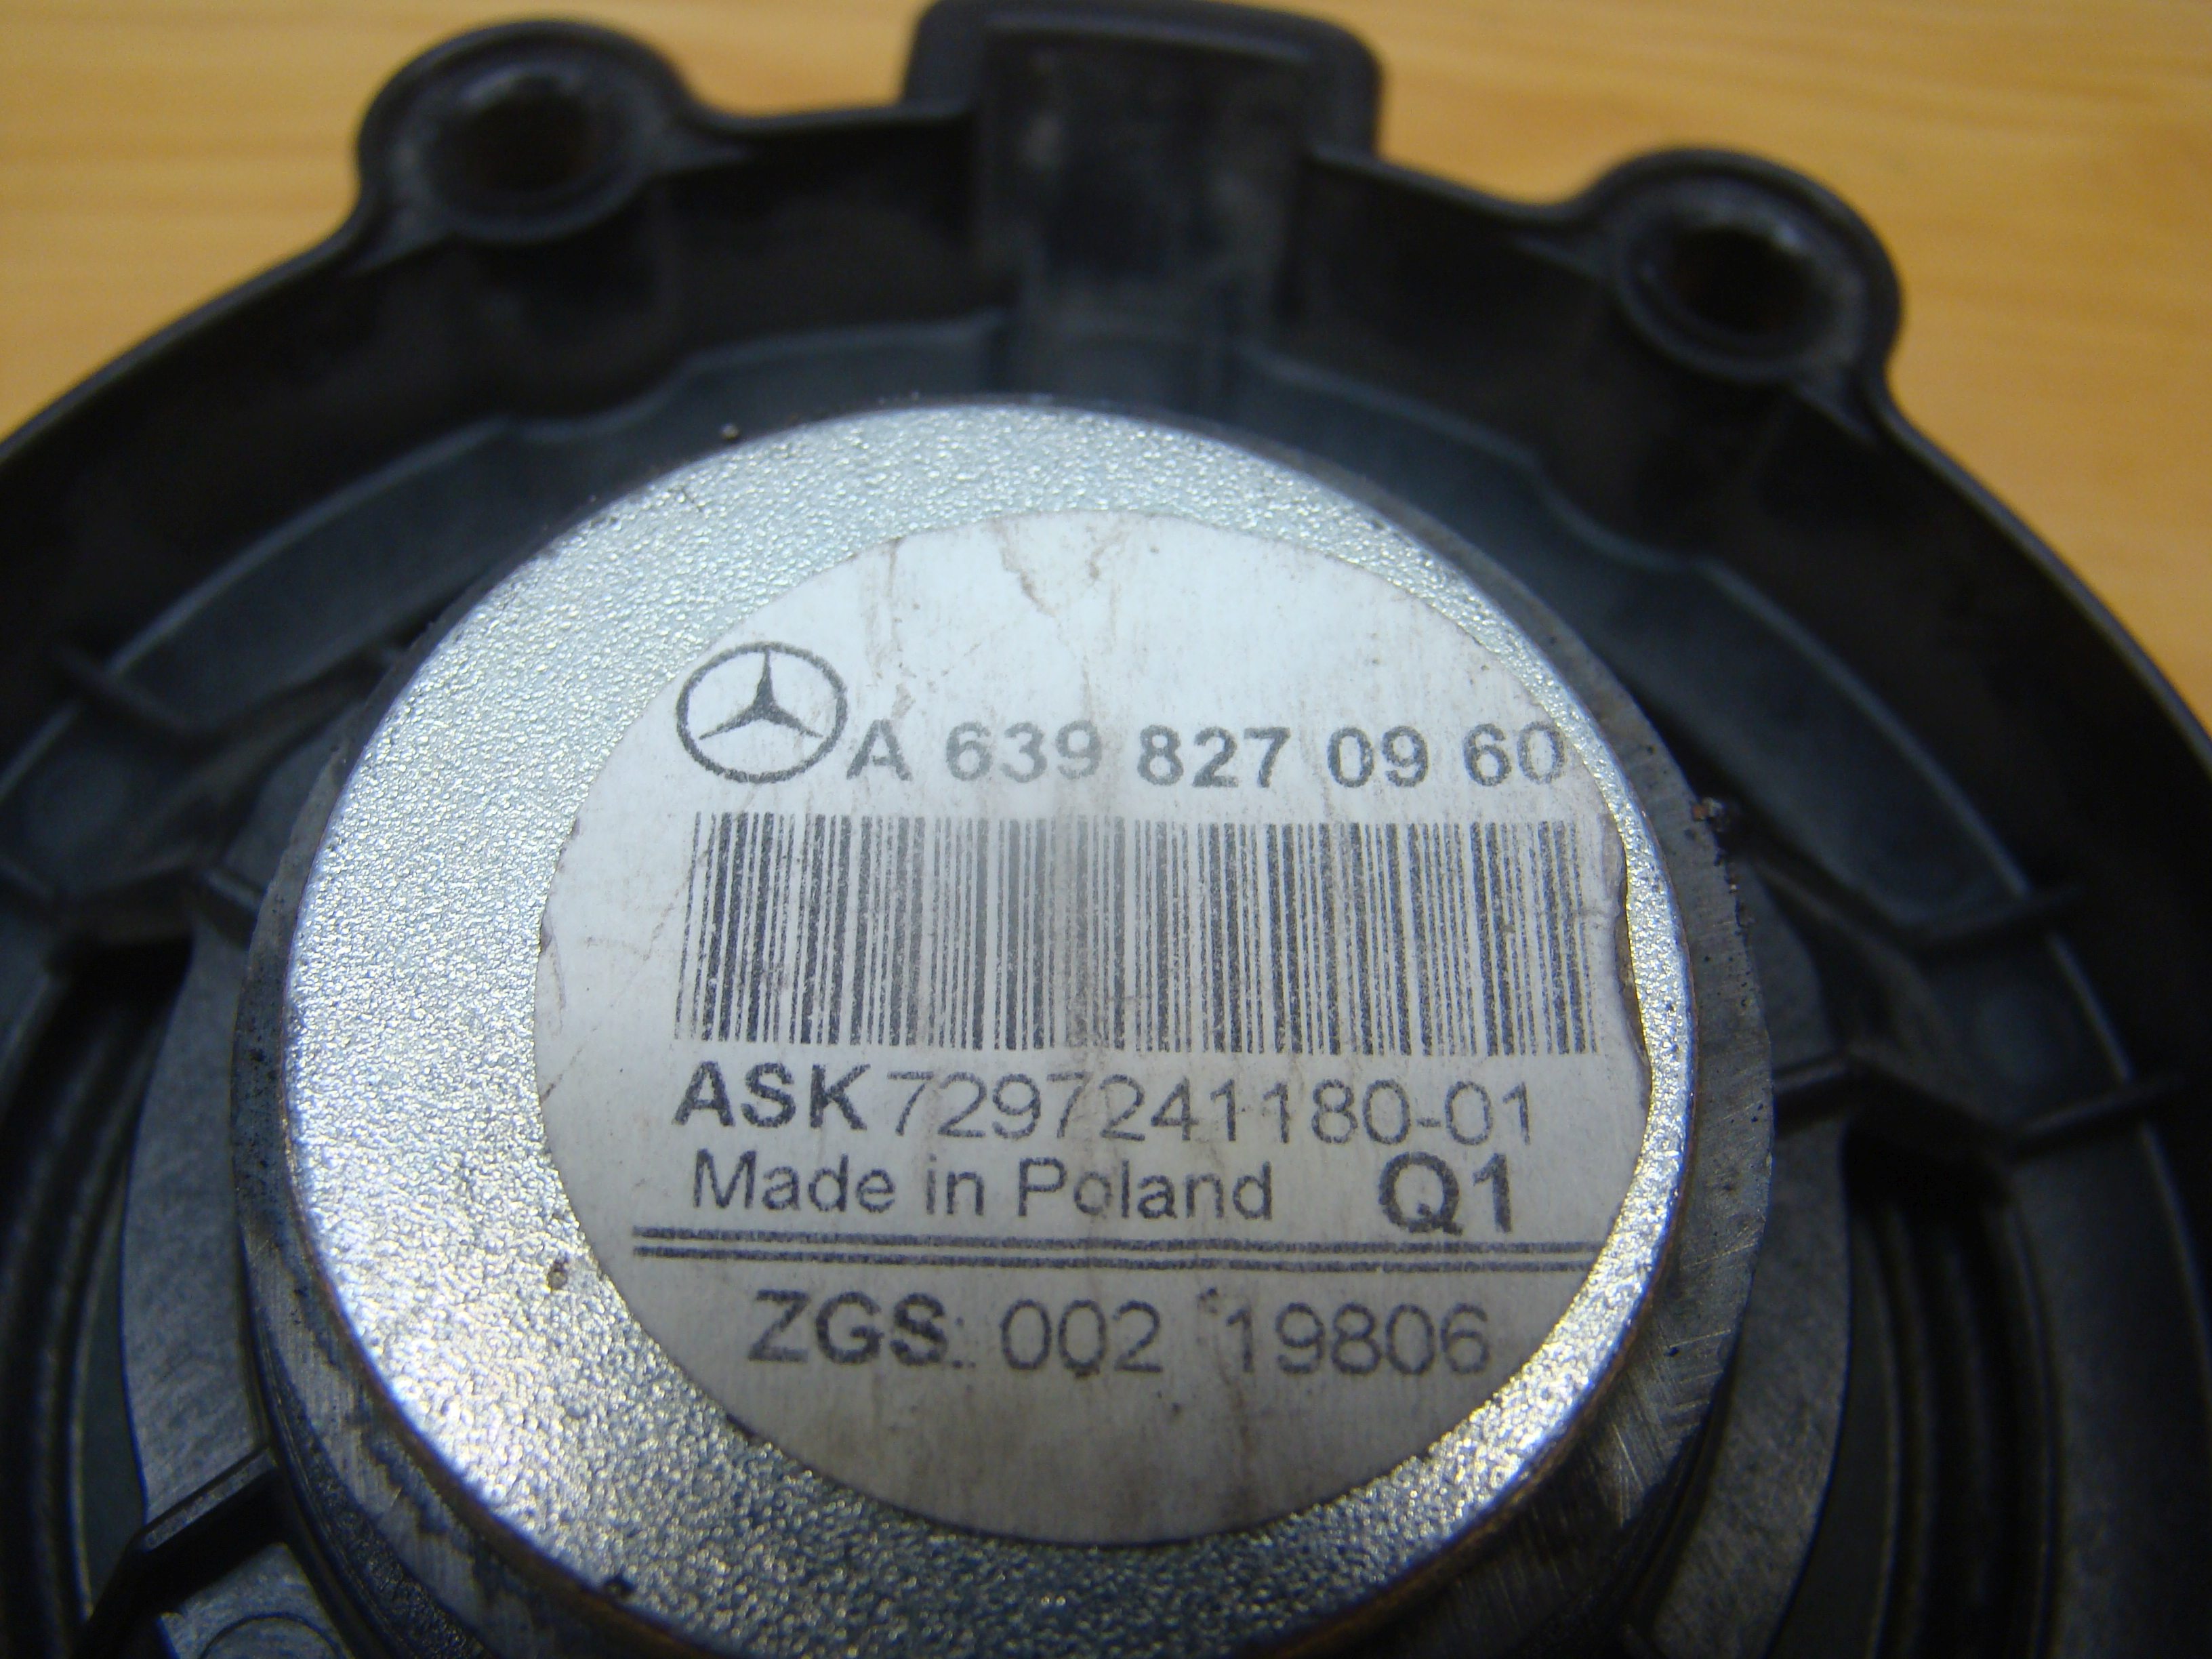 A 639 827 09 60
ASK 7297241180-01
Made in Poland Q1
ZGS: 002 19806